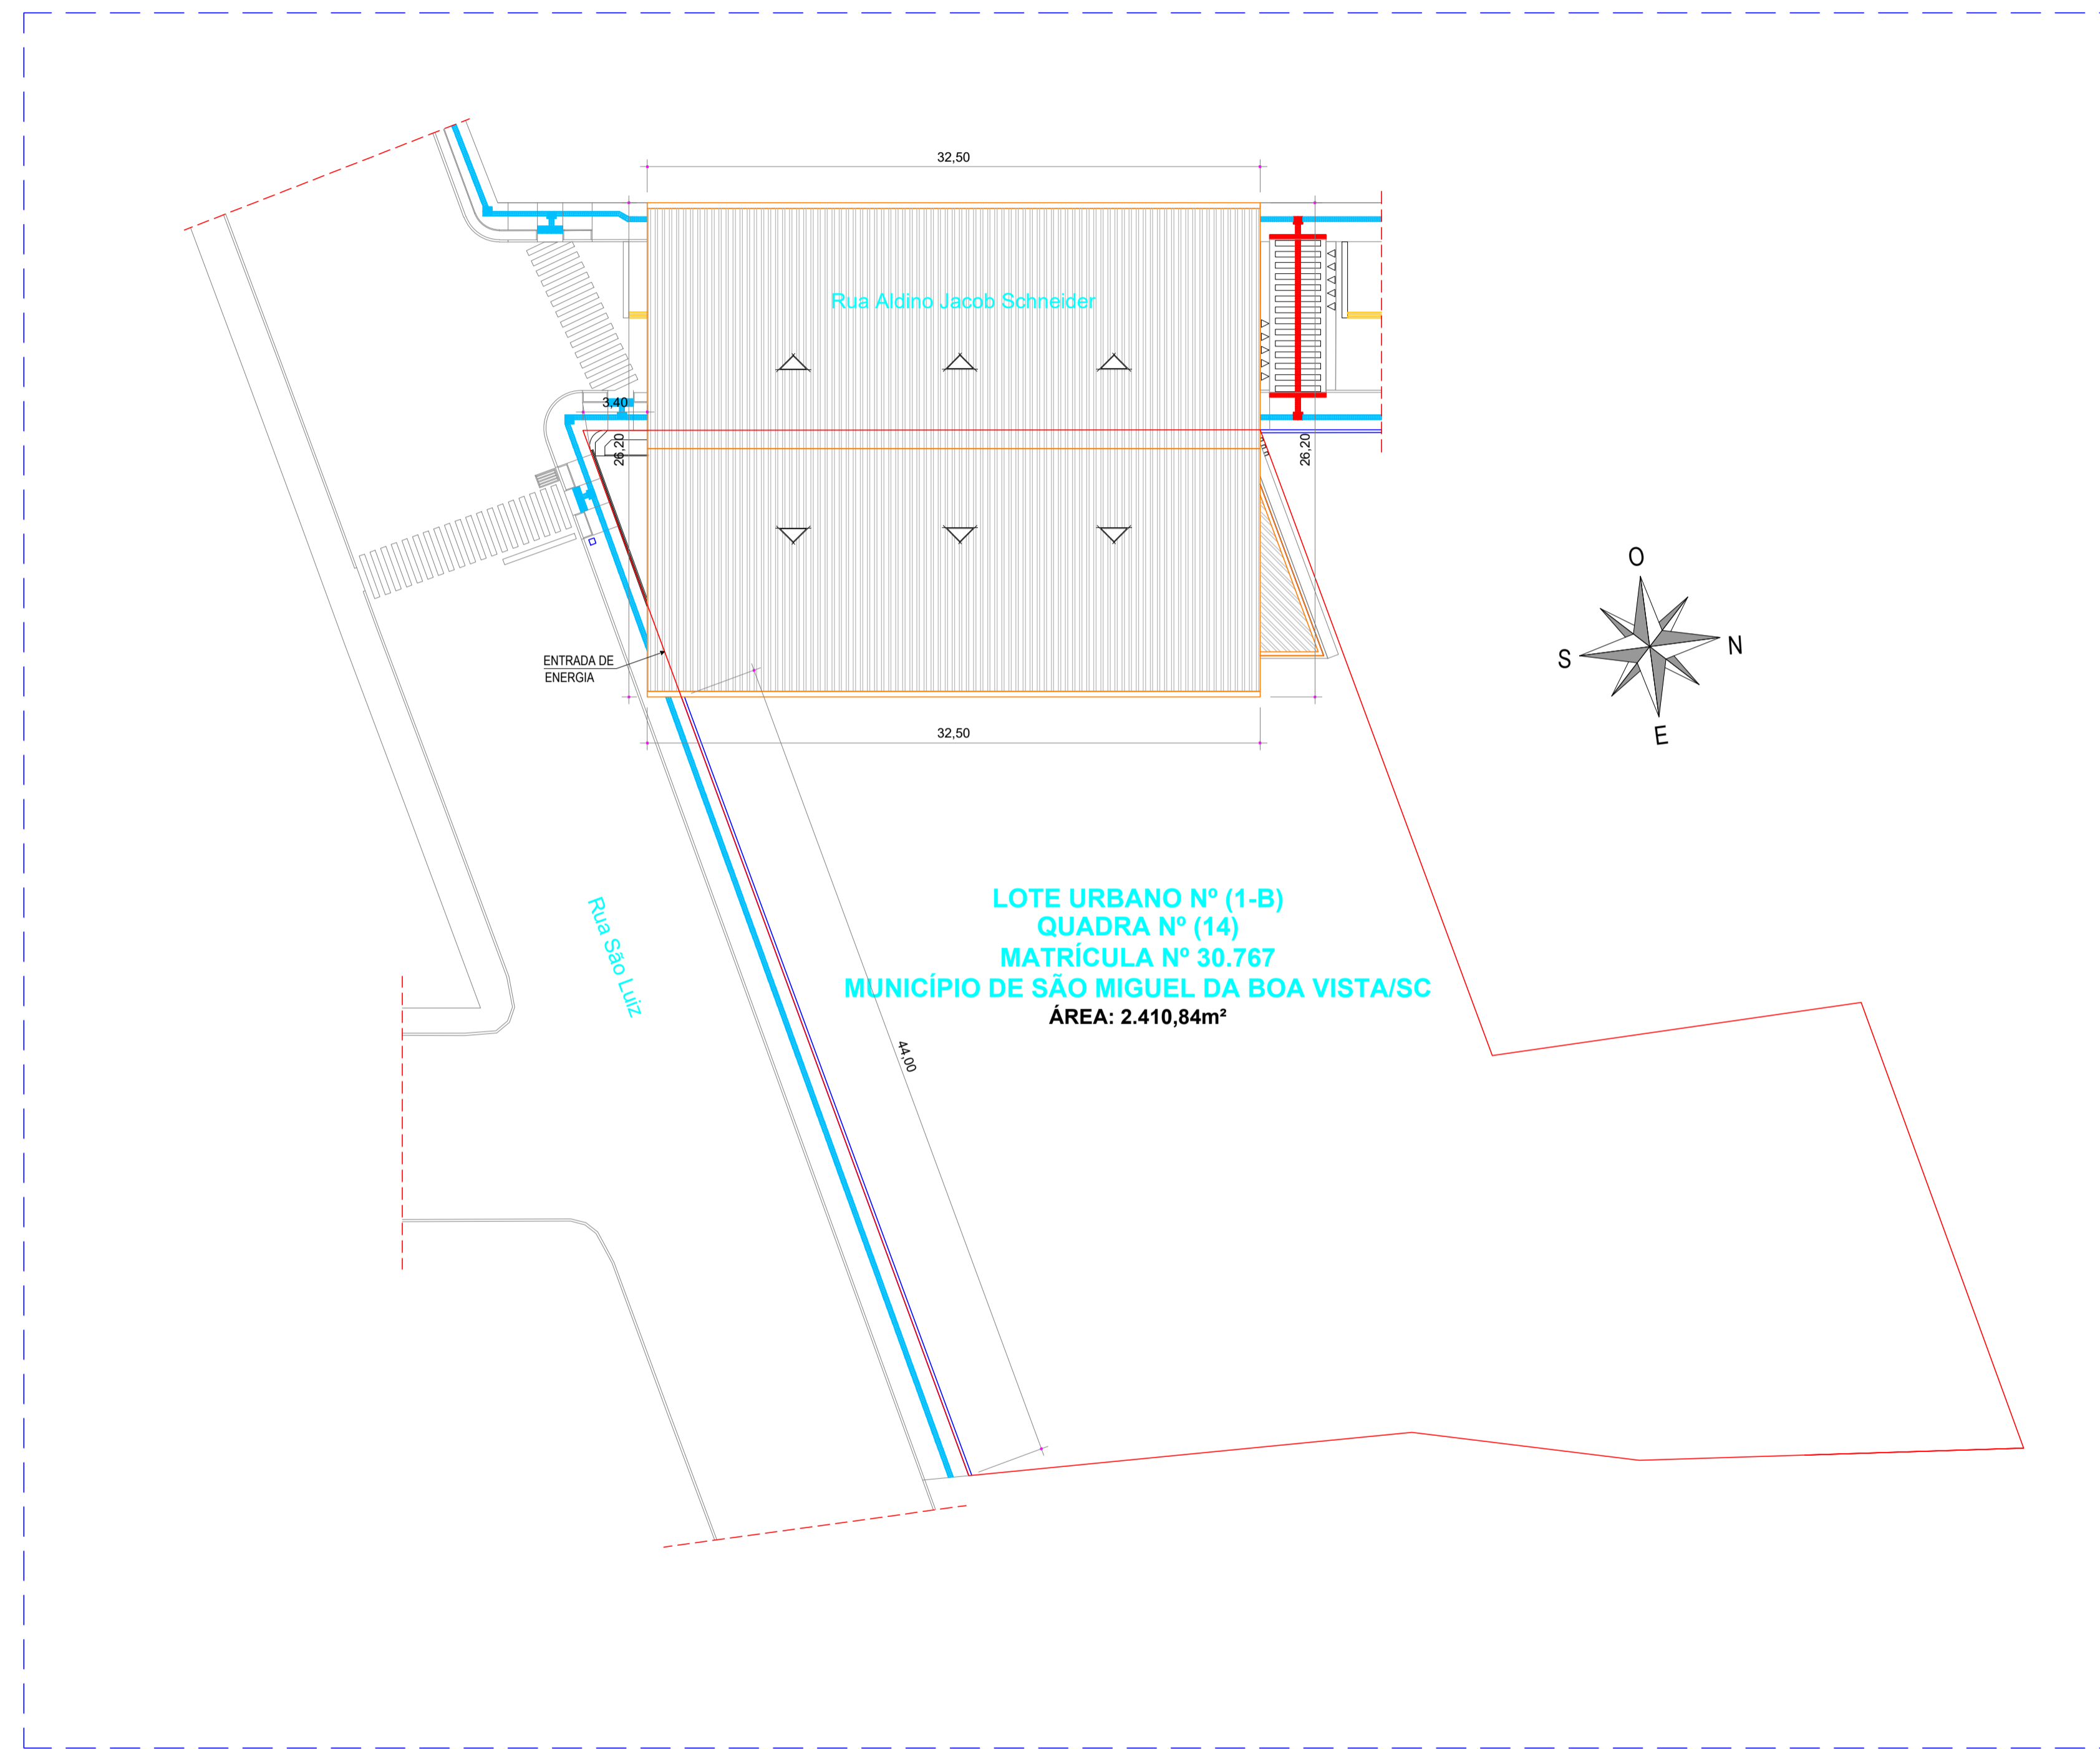 32,50
Rua Aldino Jacob Schneider
3,40
26,20
26,20
ENTRADA DE
ENERGIA
32,50
O
N
S
E
LOTE URBANO Nº (1-B)
QUADRA Nº (14)
MATRÍCULA Nº 30.767
MUNICÍPIO DE SÃO MIGUEL DA BOA VISTA/SC
ÁREA: 2.410,84m²
Rua São Luiz
44,00